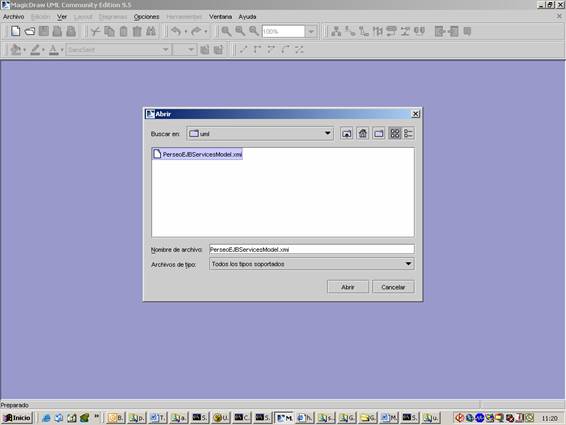 MagicDraw UML Community Edition 9.5
Archivo Editar Ver Layout Diagramas Opciones Herramientas Ventana Ayuda
100%
SansSerif
Abrir
Buscar en: uml
PerseoEJBServicesModel.xmi
Nombre de archivo: PerseoEJBServicesModel.xmi
Archivos de tipo: Todos los tipos soportados
Abrir Cancelar
Preparado
Inicio 11:20